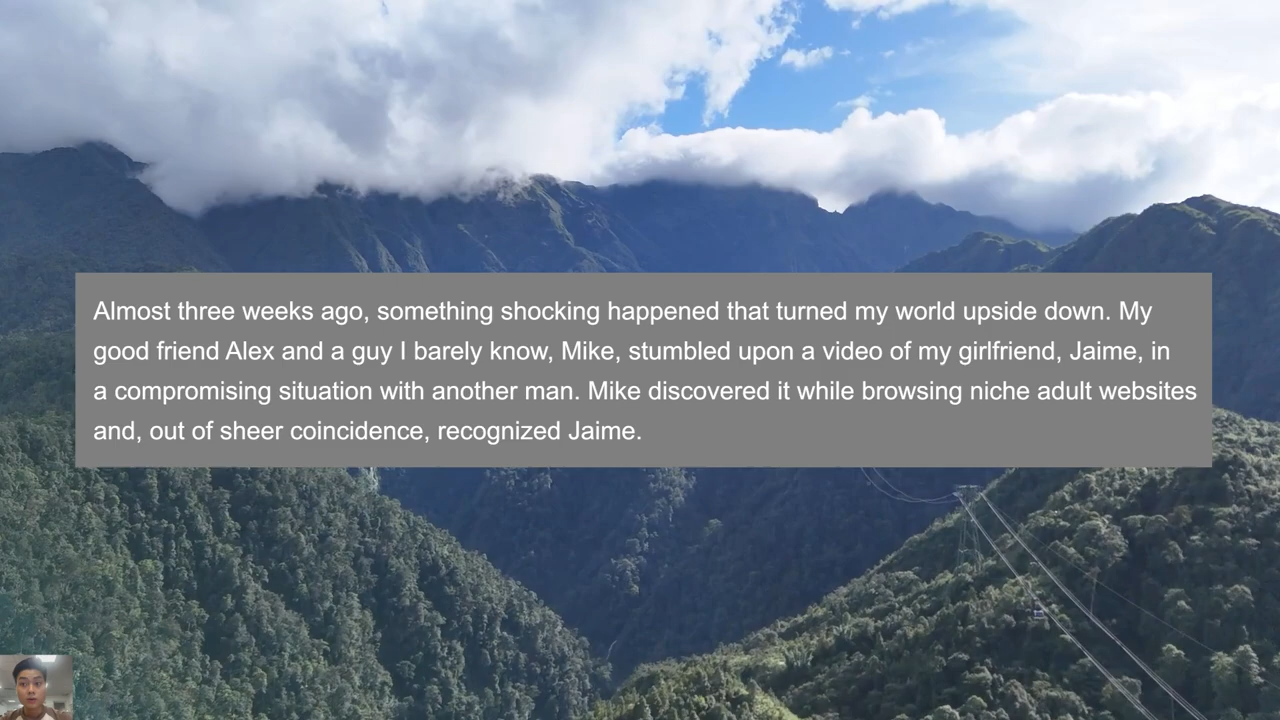 Almost three weeks ago, something shocking happened that turned my world upside down. My
good friend Alex and a guy I barely know, Mike, stumbled upon a video of my girlfriend, Jaime, in
a compromising situation with another man. Mike discovered it while browsing niche adult websites
and, out of sheer coincidence, recognized Jaime.